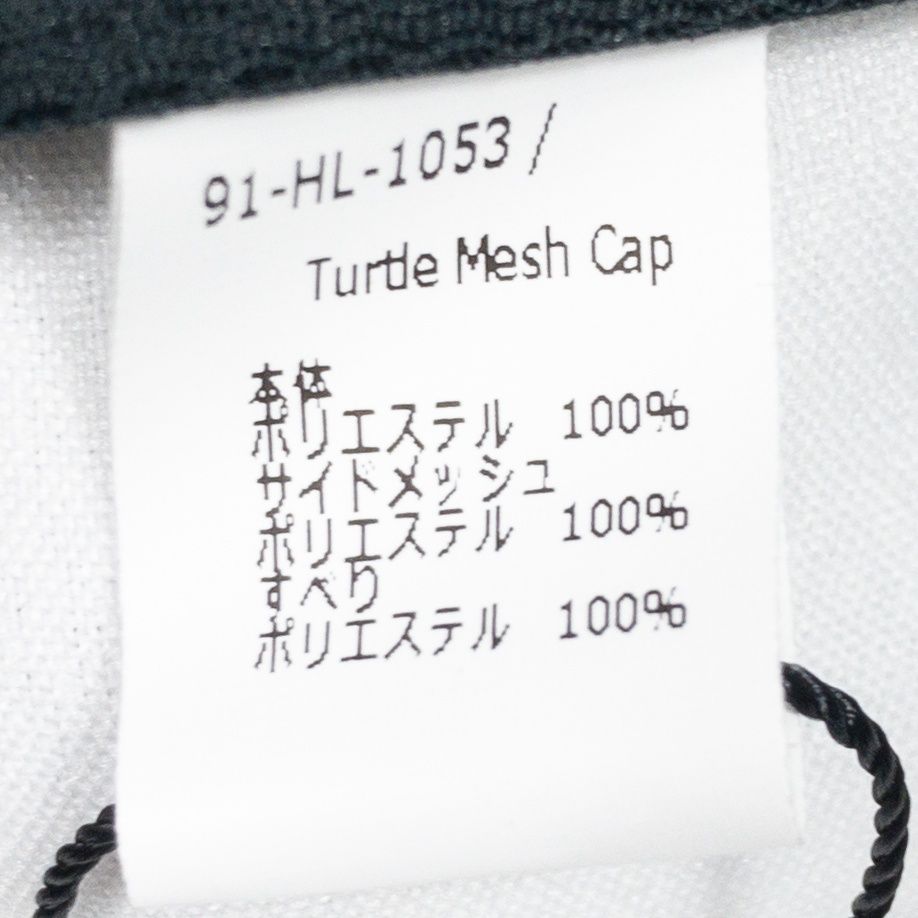 91-HL-1053 /
Turtle Mesh Cap
本体
ポリエステル 100%
サイドメッシュ
ポリエステル 100%
すべり
ポリエステル 100%